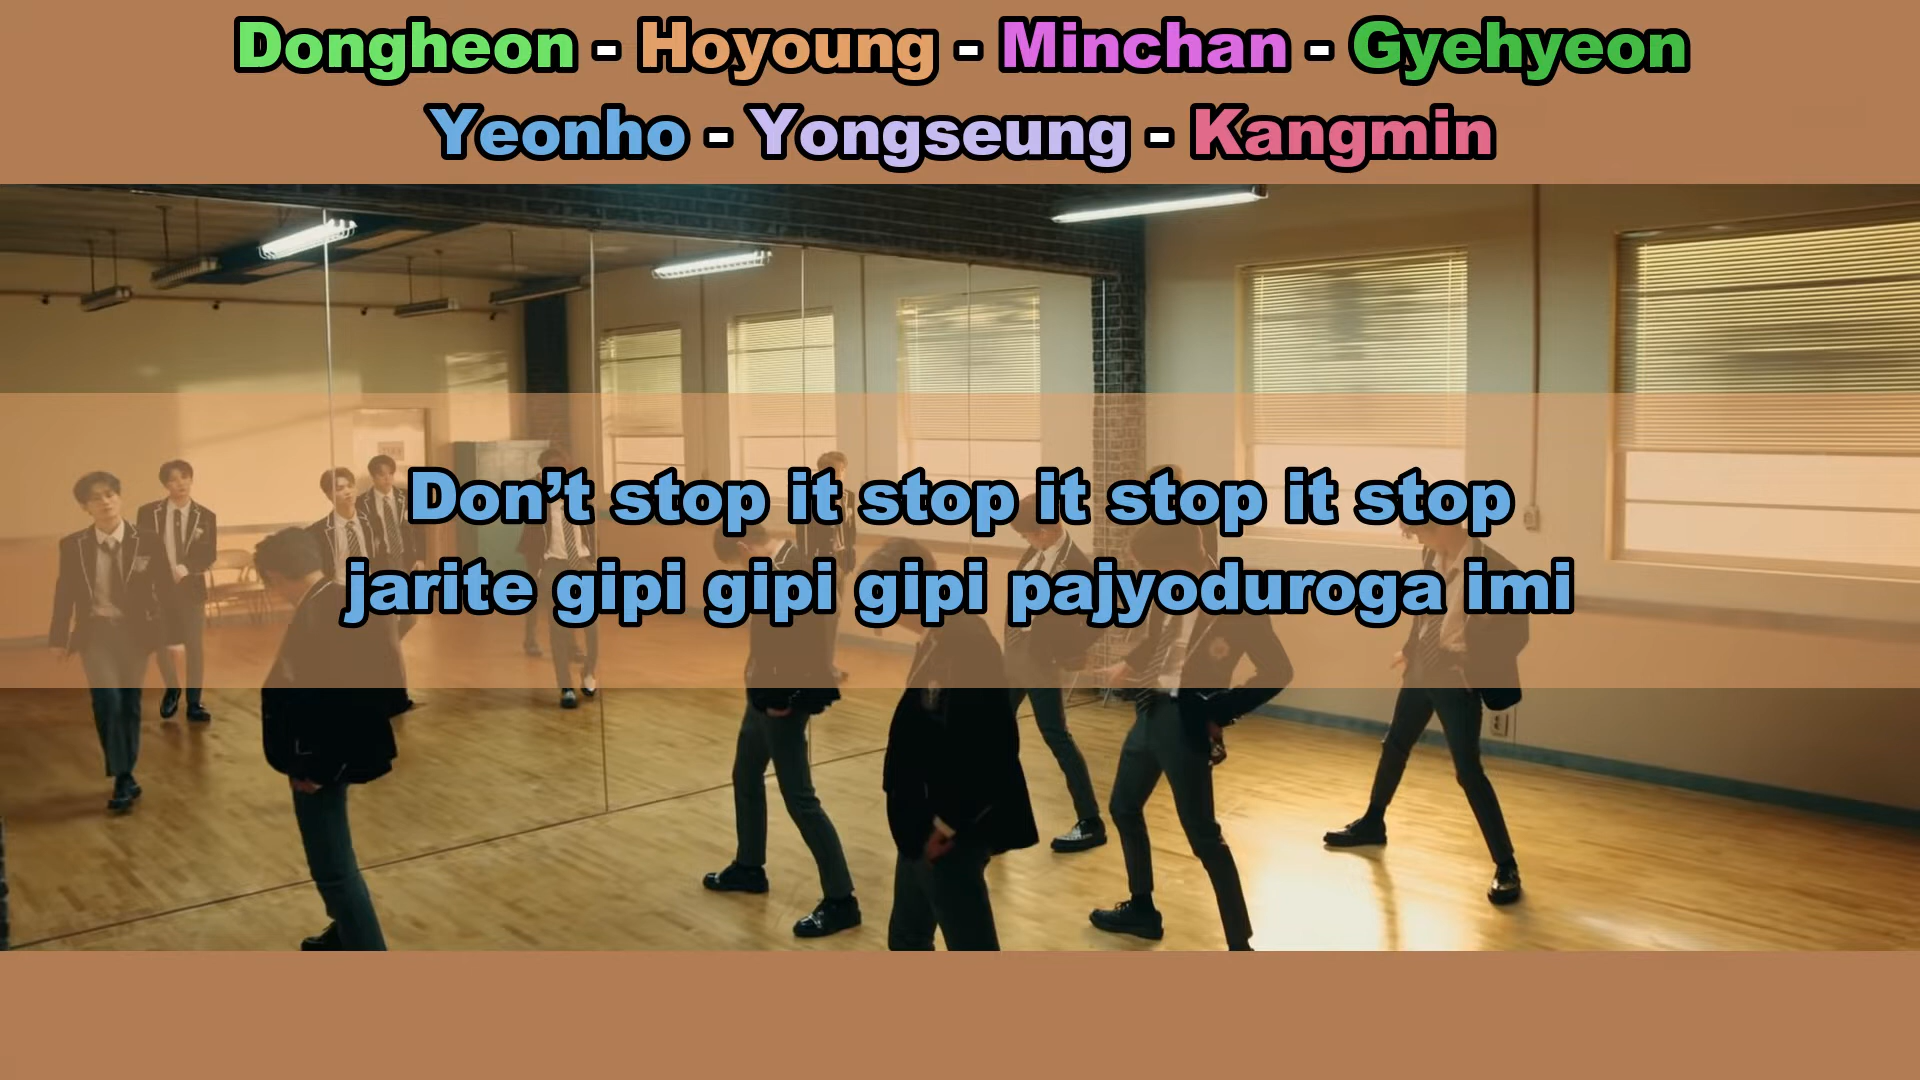 Dongheon - Hoyoung - Minchan - Gyehyeon
Yeonho - Yongseung - Kangmin
Don’t stop it stop it stop it stop
jarite gipi gipi gipi pajyoduroga imi